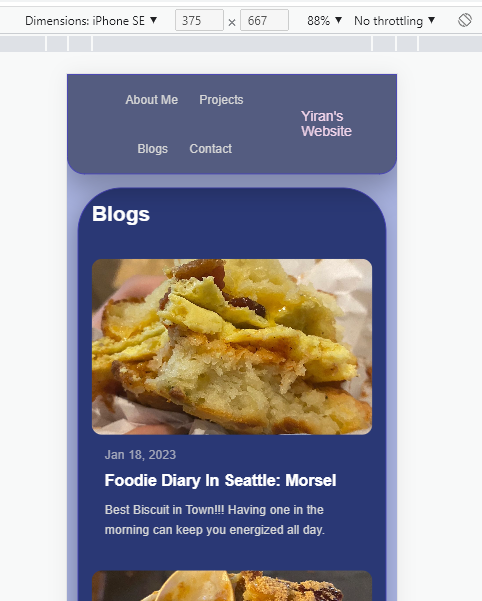 Dimensions: iPhone SE ▼ 375 × 667 88% ▼ No throttling ▼
About Me Projects
Yiran's
Website
Blogs Contact
Blogs
Jan 18, 2023
Foodie Diary In Seattle: Morsel
Best Biscuit in Town!!! Having one in the
morning can keep you energized all day.